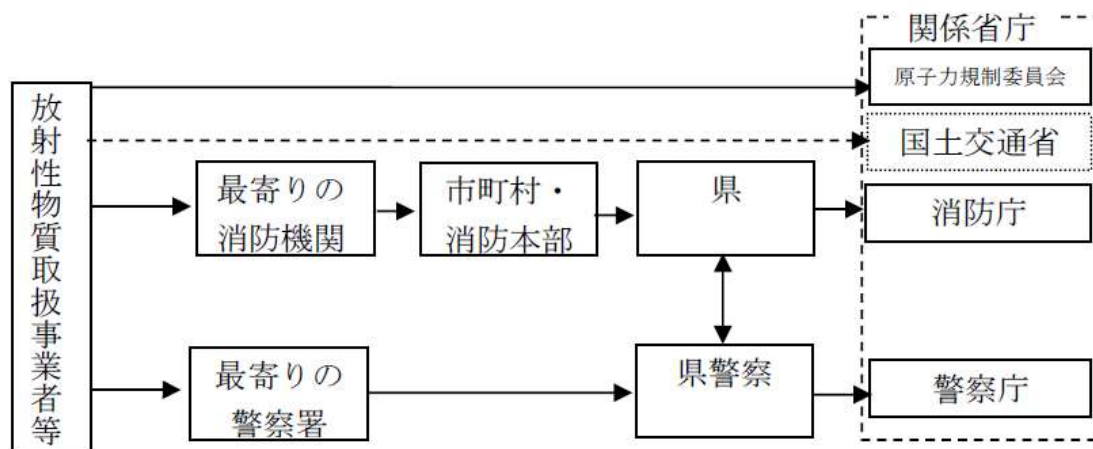 関係省庁
原子力規制委員会
国土交通省
放射性物質取扱事業者等
最寄りの
消防機関
市町村・
消防本部
県
消防庁
最寄りの
警察署
県警察
警察庁